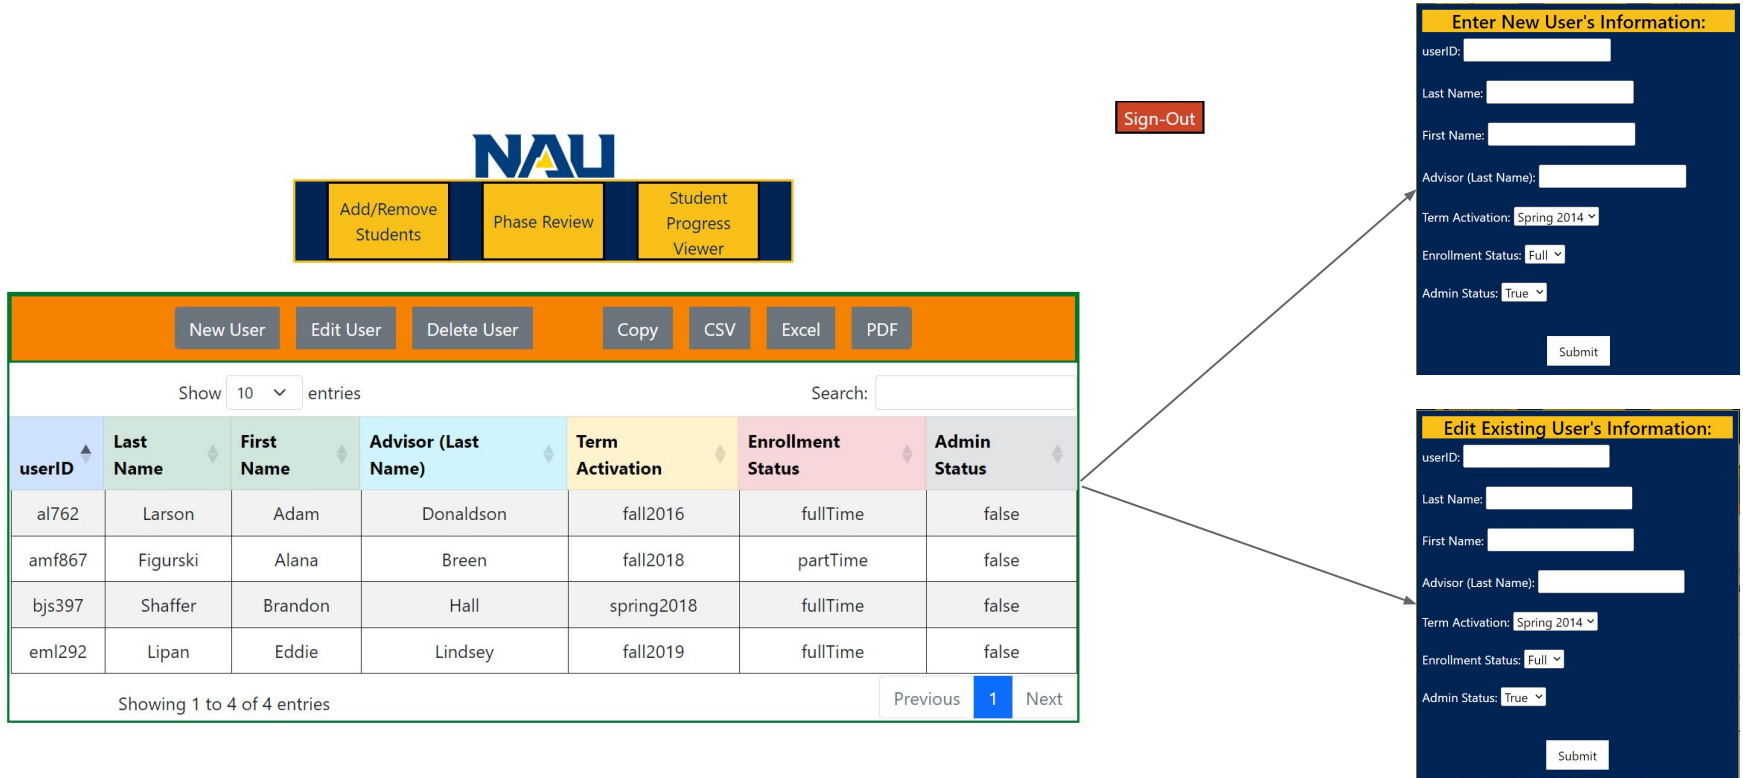 NAU
Sign-Out
Add/Remove
Students
Phase Review
Student
Progress
Viewer
New User Edit User Delete User Copy CSV Excel PDF
Show 10 entries Search:
userID Last Name First Name Advisor (Last Name) Term Activation Enrollment Status Admin Status
al762 Larson Adam Donaldson fall2016 fullTime false
amf867 Figurski Alana Breen fall2018 partTime false
bjs397 Shaffer Brandon Hall spring2018 fullTime false
eml292 Lipan Eddie Lindsey fall2019 fullTime false
Showing 1 to 4 of 4 entries Previous 1 Next
Enter New User's Information:
userID:
Last Name:
First Name:
Advisor (Last Name):
Term Activation: Spring 2014
Enrollment Status: Full
Admin Status: True
Submit
Edit Existing User's Information:
userID:
Last Name:
First Name:
Advisor (Last Name):
Term Activation: Spring 2014
Enrollment Status: Full
Admin Status: True
Submit